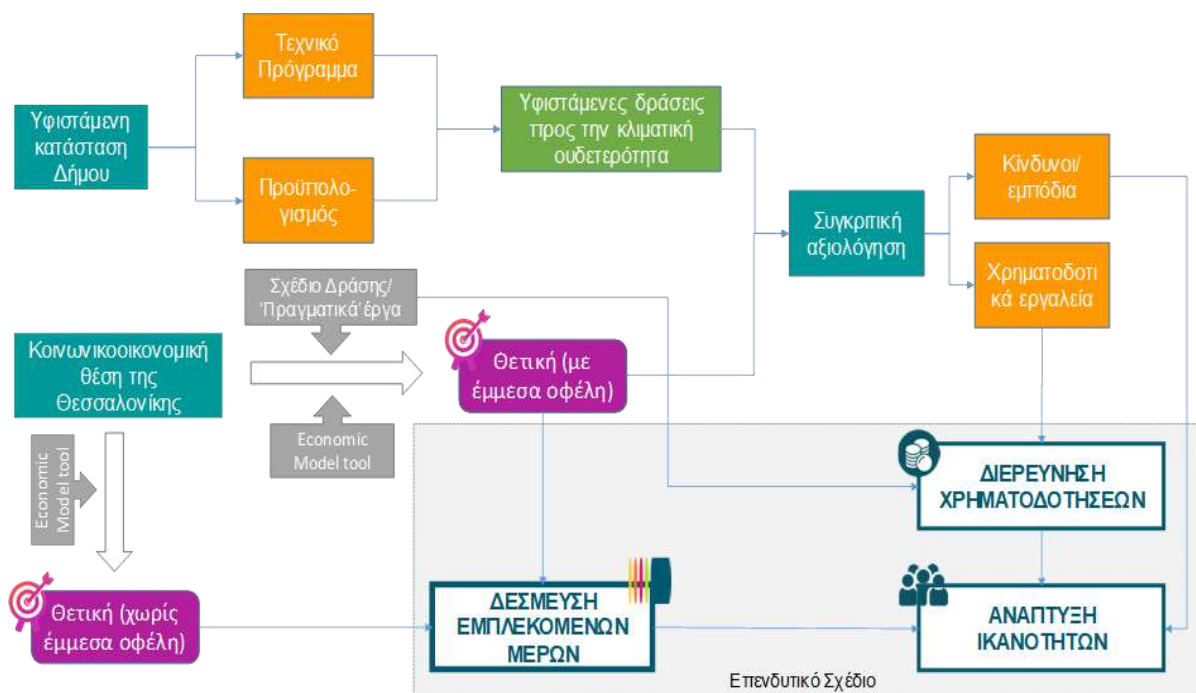 Τεχνικό
Πρόγραμμα
Υφιστάμενη
κατάσταση
Δήμου
Προϋπολο-
γισμός
Υφιστάμενες δράσεις
προς την κλιματική
ουδετερότητα
Συγκριτική
αξιολόγηση
Κίνδυνοι/
εμπόδια
Χρηματοδοτι
κά εργαλεία
Σχέδιο Δράσης/
'Πραγματικά' έργα
Κοινωνικοοικονομική
θέση της
Θεσσαλονίκης
Θετική (με
έμμεσα οφέλη)
Economic
Model tool
Economic
Model tool
ΔΙΕΡΕΥΝΗΣΗ
ΧΡΗΜΑΤΟΔΟΤΗΣΕΩΝ
Θετική (χωρίς
έμμεσα οφέλη)
ΔΕΣΜΕΥΣΗ
ΕΜΠΛΕΚΟΜΕΝΩΝ
ΜΕΡΩΝ
ΑΝΑΠΤΥΞΗ
ΙΚΑΝΟΤΗΤΩΝ
Επενδυτικό Σχέδιο